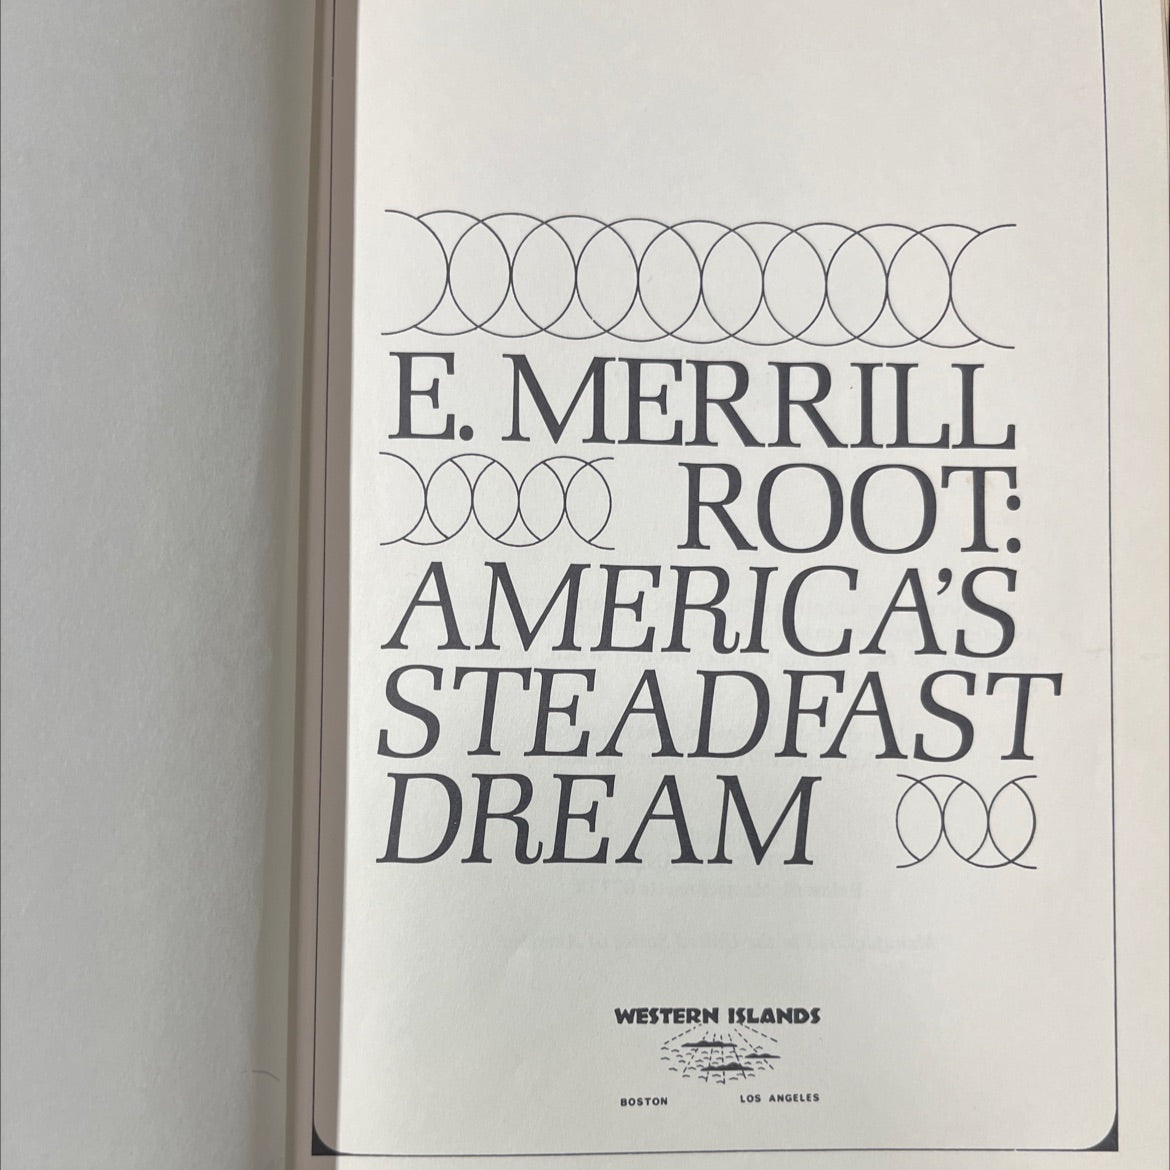 E. MERRILL
ROOT:
AMERICA'S
STEADFAST
DREAM
WESTERN ISLANDS
BOSTON LOS ANGELES